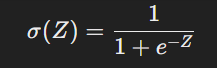 σ(Z) = 1 / (1 + e^{-Z})